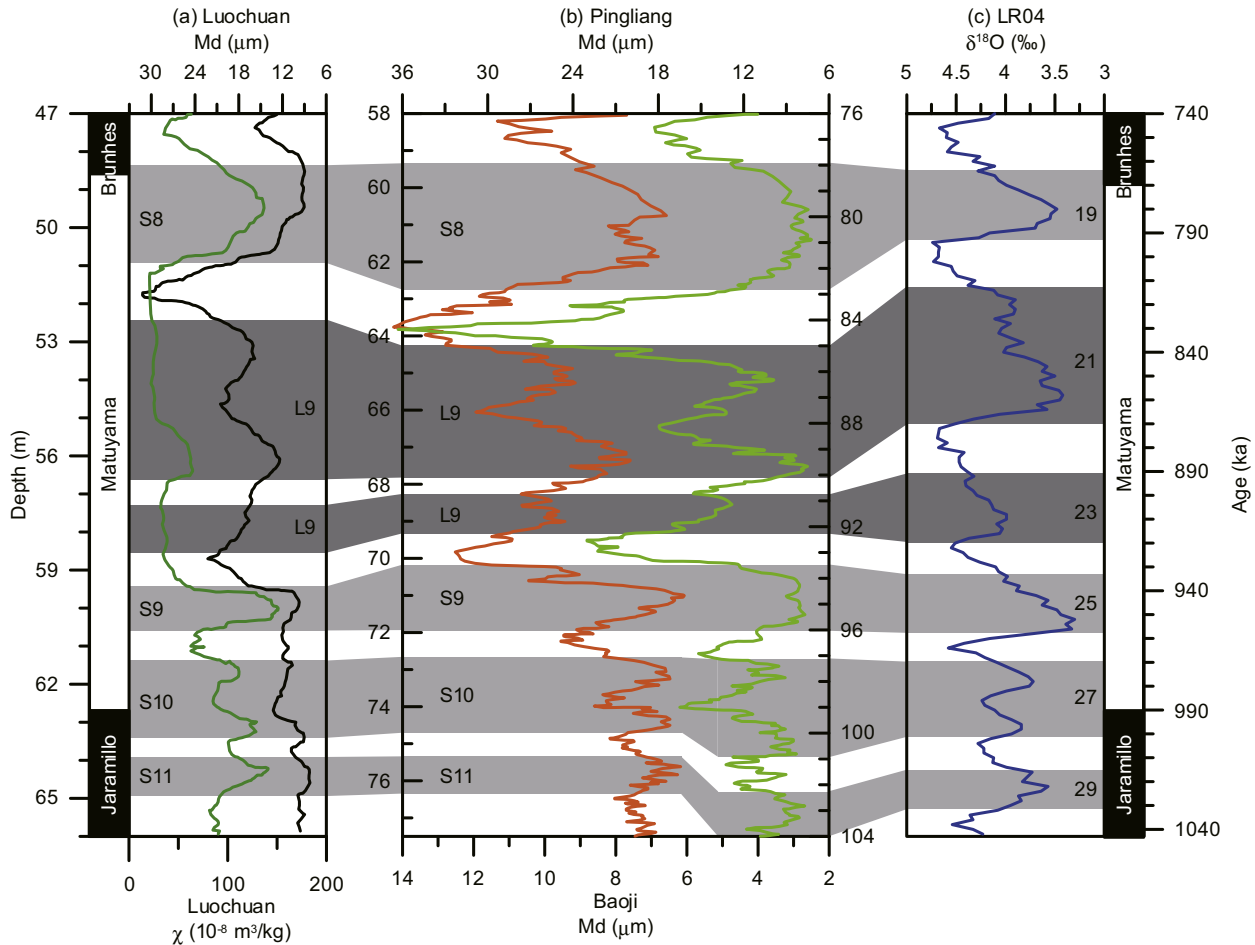 (a) Luochuan
Md (μm)
30 24 18 12 6
(b) Pingliang
Md (μm)
36 30 24 18 12 6
(c) LR04
δ¹⁸O (‰)
5 4.5 4 3.5 3
Depth (m)
47
50
53
56
59
62
65
Brunhes
Matuyama
Jaramillo
S8
L9
L9
S9
S10
S11
0 100 200
Luochuan
χ (10⁻⁸ m³/kg)
58
60
62
64
66
68
70
72
74
76
S8
L9
L9
S9
S10
S11
14 12 10 8 6 4 2
Baoji
Md (μm)
76
80
84
88
92
96
100
104
19
21
23
25
27
29
Brunhes
Matuyama
Jaramillo
740
790
840
890
940
990
1040
Age (ka)